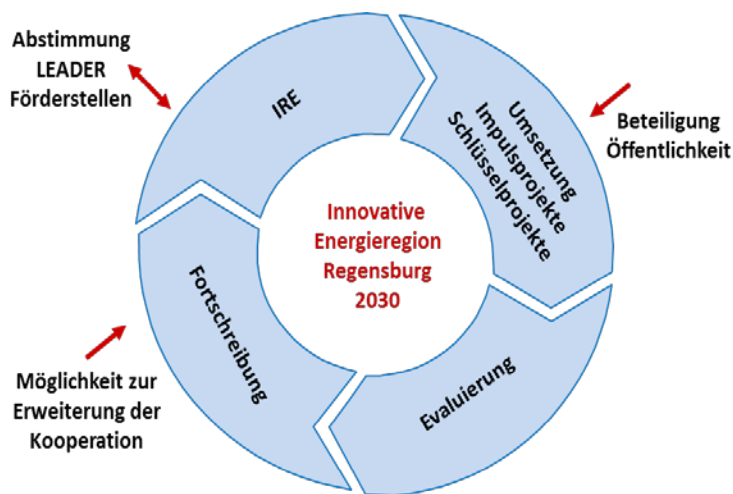 Abstimmung
LEADER
Förderstellen
IRE
Umsetzung
Impulsprojekte
Schlüsselprojekte
Beteiligung
Öffentlichkeit
Innovative
Energieregion
Regensburg
2030
Fortschreibung
Evaluierung
Möglichkeit zur
Erweiterung der
Kooperation